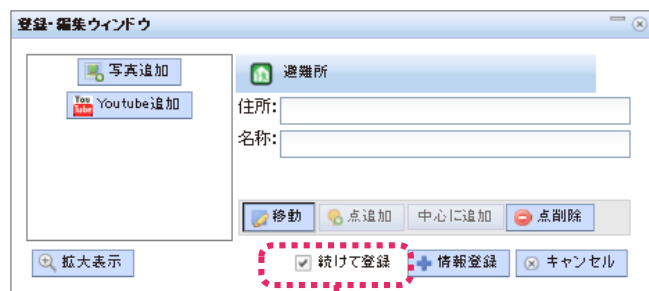 登録・編集ウィンドウ
写真追加
You Tube Youtube追加
避難所
住所:
名称:
移動 点追加 中心に追加 点削除
拡大表示 続けて登録 情報登録 キャンセル